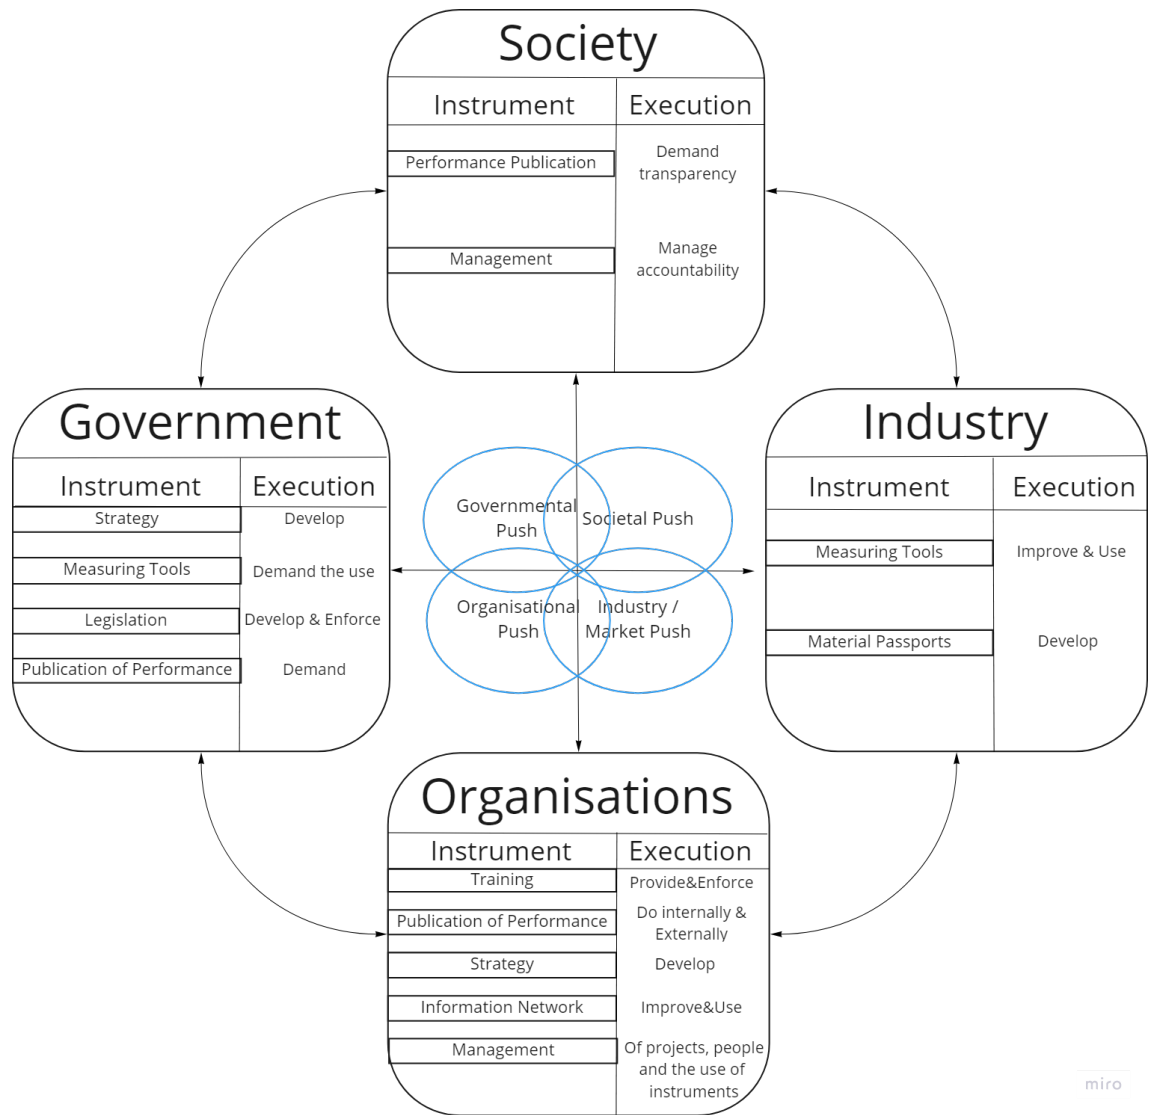 Society
Instrument
Execution
Performance Publication
Demand
transparency
Management
Manage
accountability
Government
Instrument
Execution
Strategy
Develop
Measuring Tools
Demand the use
Legislation
Develop & Enforce
Publication of Performance
Demand
Governmental
Push
Societal Push
Organisational
Push
Industry /
Market Push
Industry
Instrument
Execution
Measuring Tools
Improve & Use
Material Passports
Develop
Organisations
Instrument
Execution
Training
Provide&Enforce
Publication of Performance
Do internally &
Externally
Strategy
Develop
Information Network
Improve&Use
Management
Of projects, people
and the use of
instruments
miro